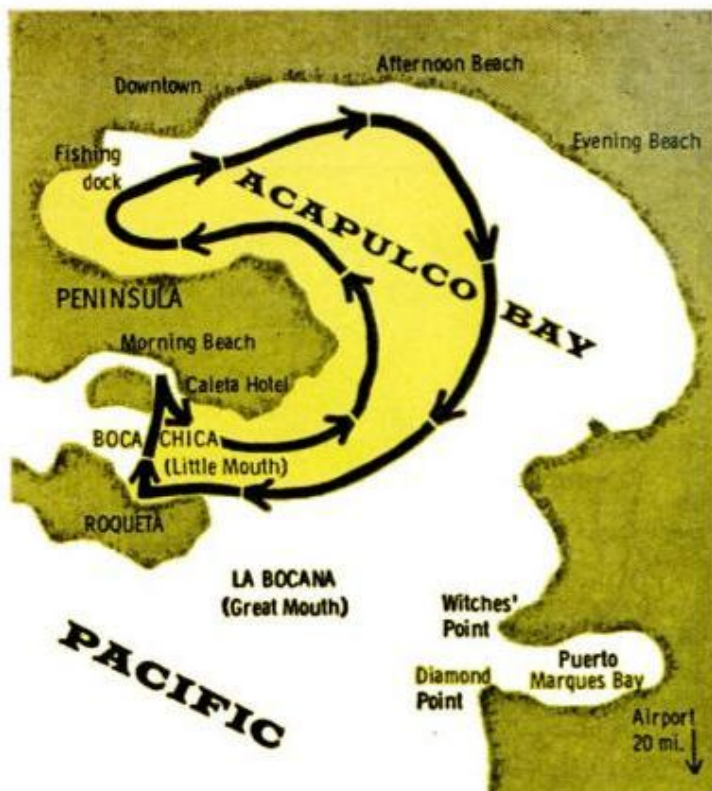 Afternoon Beach
Downtown
Evening Beach
Fishing
dock
ACAPULCO BAY
PENINSULA
Morning Beach
Caleta Hotel
BOCA CHICA
(Little Mouth)
ROQUETA
LA BOCANA
(Great Mouth)
Witches'
Point
PACIFIC
Puerto
Marques Bay
Diamond
Point
Airport
20 mi.